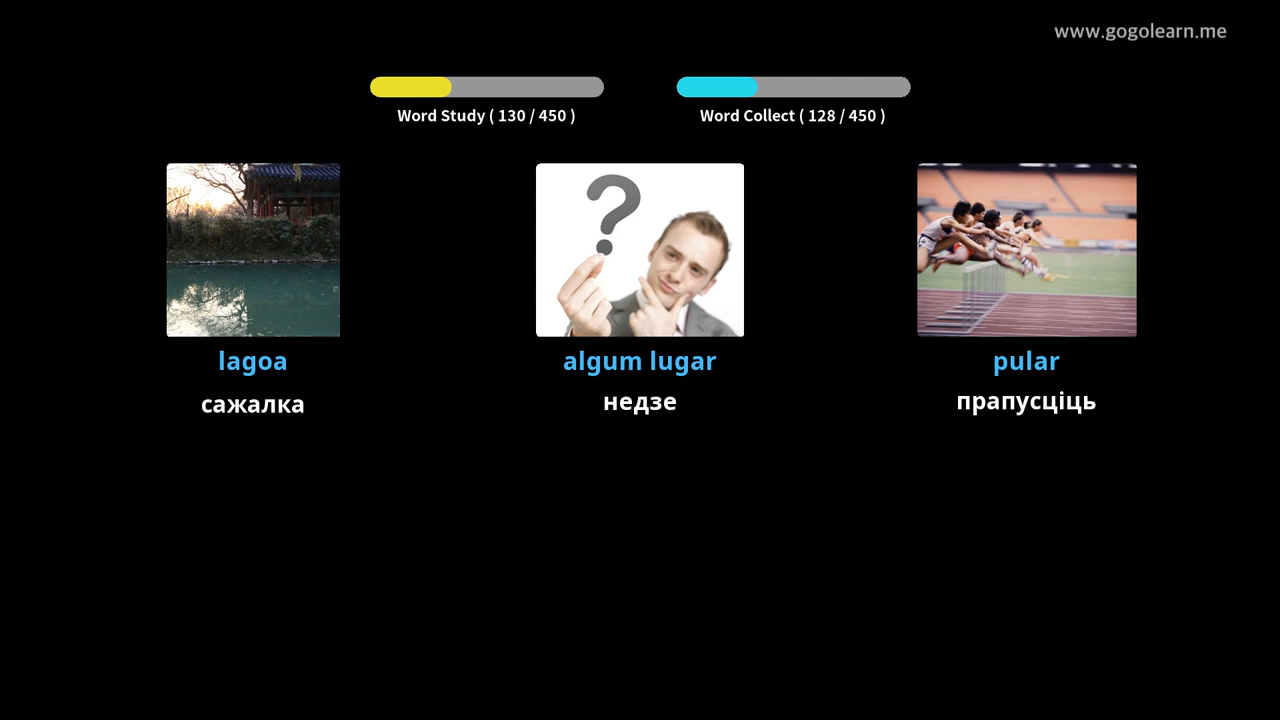 www.gogolearn.me
Word Study ( 130 / 450 )
Word Collect ( 128 / 450 )
lagoa
algum lugar
pular
сажалка
недзе
прапусціць